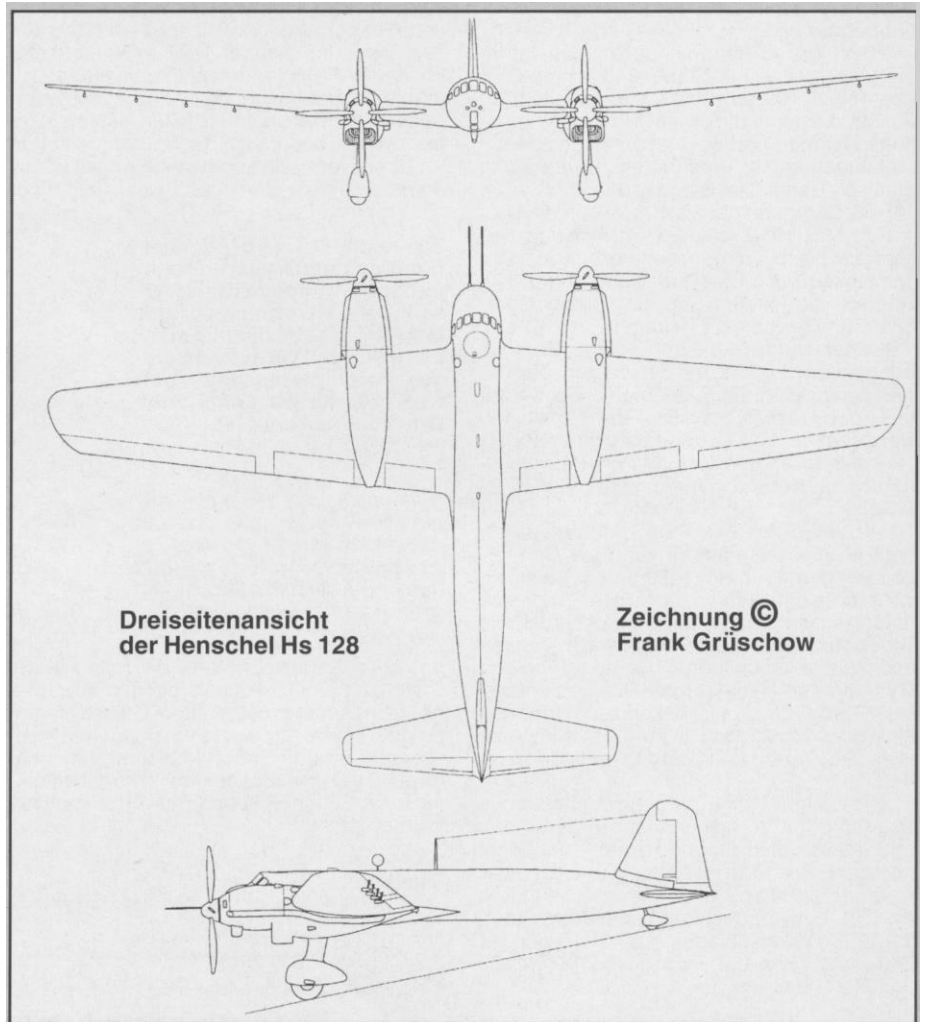 Dreiseitenansicht
der Henschel Hs 128
Zeichnung ©
Frank Grüschow